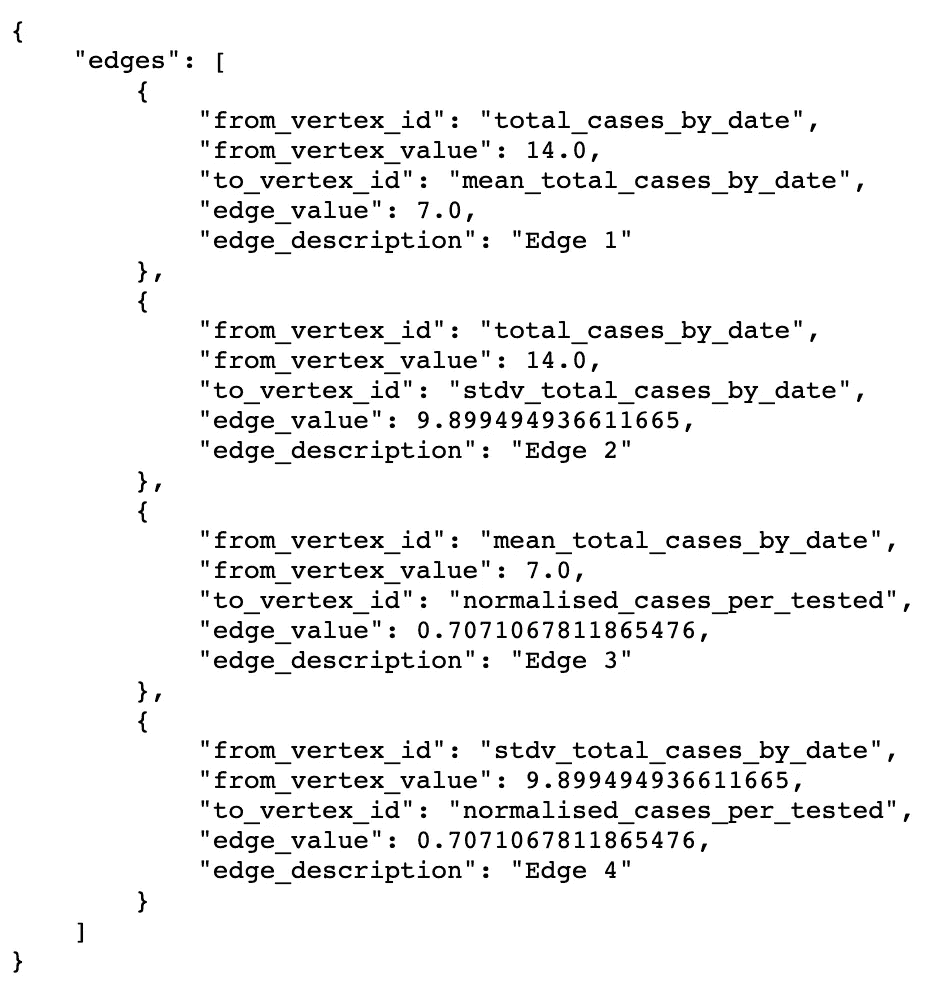 {
    "edges": [
        {
            "from_vertex_id": "total_cases_by_date",
            "from_vertex_value": 14.0,
            "to_vertex_id": "mean_total_cases_by_date",
            "edge_value": 7.0,
            "edge_description": "Edge 1"
        },
        {
            "from_vertex_id": "total_cases_by_date",
            "from_vertex_value": 14.0,
            "to_vertex_id": "stdv_total_cases_by_date",
            "edge_value": 9.899494936611665,
            "edge_description": "Edge 2"
        },
        {
            "from_vertex_id": "mean_total_cases_by_date",
            "from_vertex_value": 7.0,
            "to_vertex_id": "normalised_cases_per_tested",
            "edge_value": 0.7071067811865476,
            "edge_description": "Edge 3"
        },
        {
            "from_vertex_id": "stdv_total_cases_by_date",
            "from_vertex_value": 9.899494936611665,
            "to_vertex_id": "normalised_cases_per_tested",
            "edge_value": 0.7071067811865476,
            "edge_description": "Edge 4"
        }
    ]
}